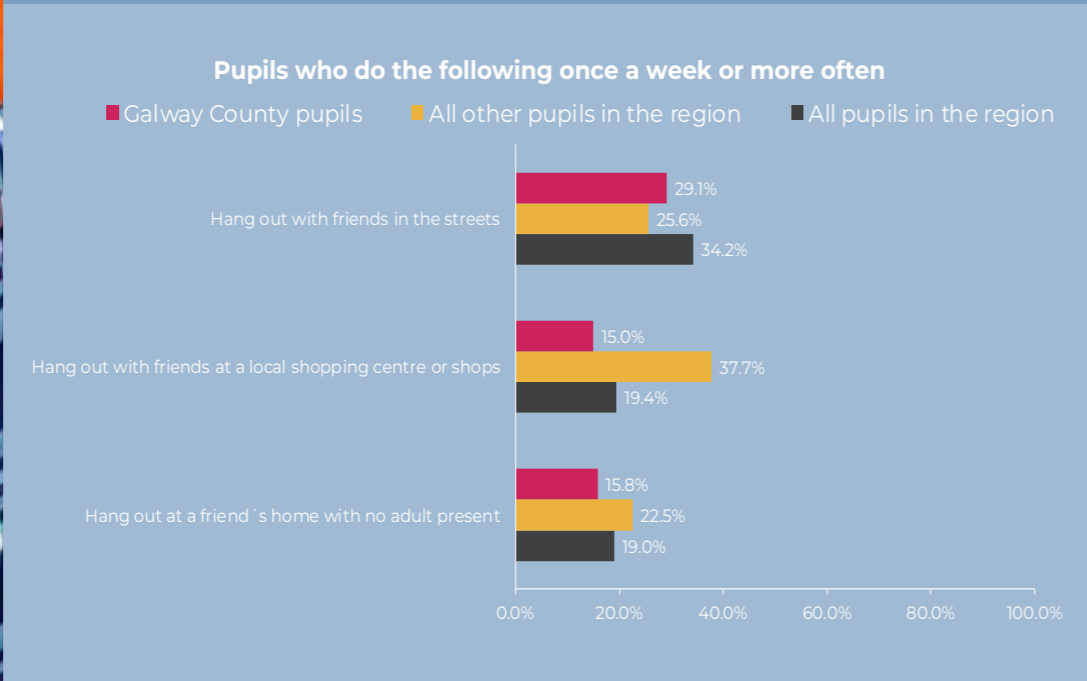 Pupils who do the following once a week or more often
Galway County pupils All other pupils in the region All pupils in the region
Hang out with friends in the streets
29.1%
25.6%
34.2%
Hang out with friends at a local shopping centre or shops
15.0%
37.7%
19.4%
Hang out at a friend´s home with no adult present
15.8%
22.5%
19.0%
0.0% 20.0% 40.0% 60.0% 80.0% 100.0%